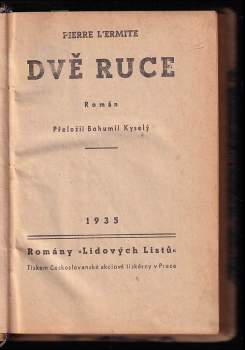 PIERRE L'ERMITE
DVĚ RUCE
Román
Přeložil Bohumil Kyselý
1935
Romány »Lidových Listů«
Tiskem Československé akciové tiskárny v Praze